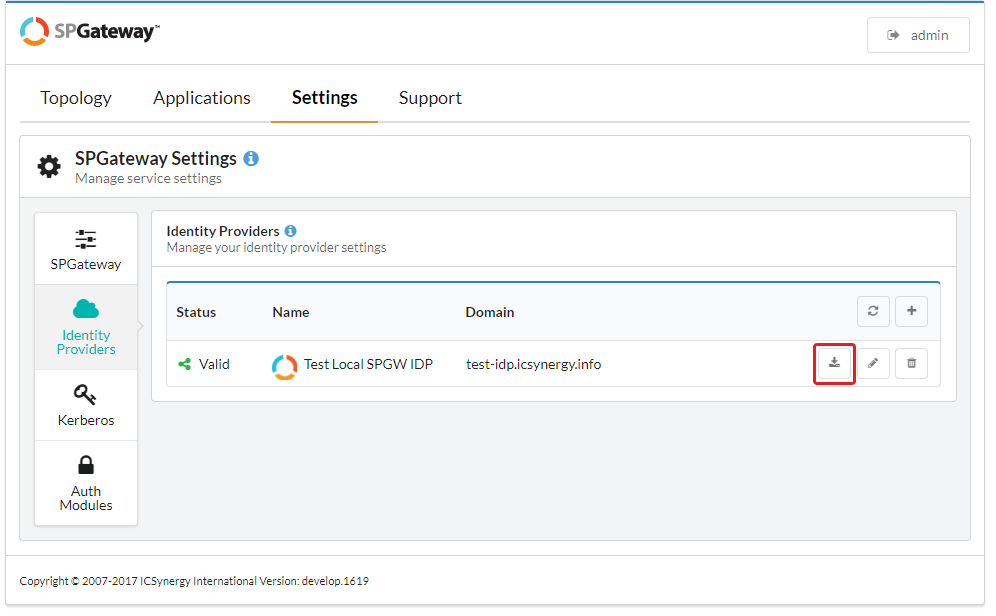 SPGateway™
admin
Topology Applications Settings Support
SPGateway Settings
Manage service settings
SPGateway
Identity
Providers
Kerberos
Auth
Modules
Identity Providers
Manage your identity provider settings
Status Name Domain
Valid Test Local SPGW IDP test-idp.icsynergy.info
Copyright © 2007-2017 ICSynergy International Version: develop.1619